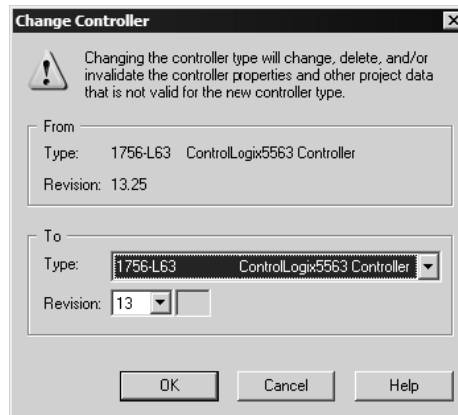 Change Controller
Changing the controller type will change, delete, and/or
invalidate the controller properties and other project data
that is not valid for the new controller type.
From
Type: 1756-L63 ControlLogix5563 Controller
Revision: 13.25
To
Type: 1756-L63 ControlLogix5563 Controller
Revision: 13
OK Cancel Help